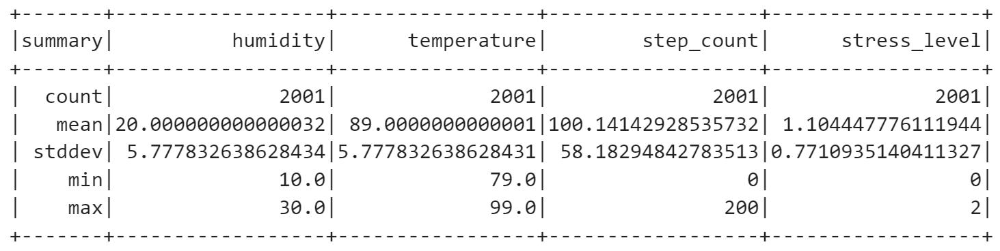 +-------+------------------+-----------------+------------------+------------------+
|summary|          humidity|      temperature|        step_count|      stress_level|
+-------+------------------+-----------------+------------------+------------------+
|  count|              2001|             2001|              2001|              2001|
|   mean|20.000000000000032| 89.0000000000001|100.14142928535732| 1.104447776111944|
| stddev| 5.777832638628434|5.777832638628431| 58.18294842783513|0.7710935140411327|
|    min|              10.0|             79.0|                 0|                 0|
|    max|              30.0|             99.0|               200|                 2|
+-------+------------------+-----------------+------------------+------------------+